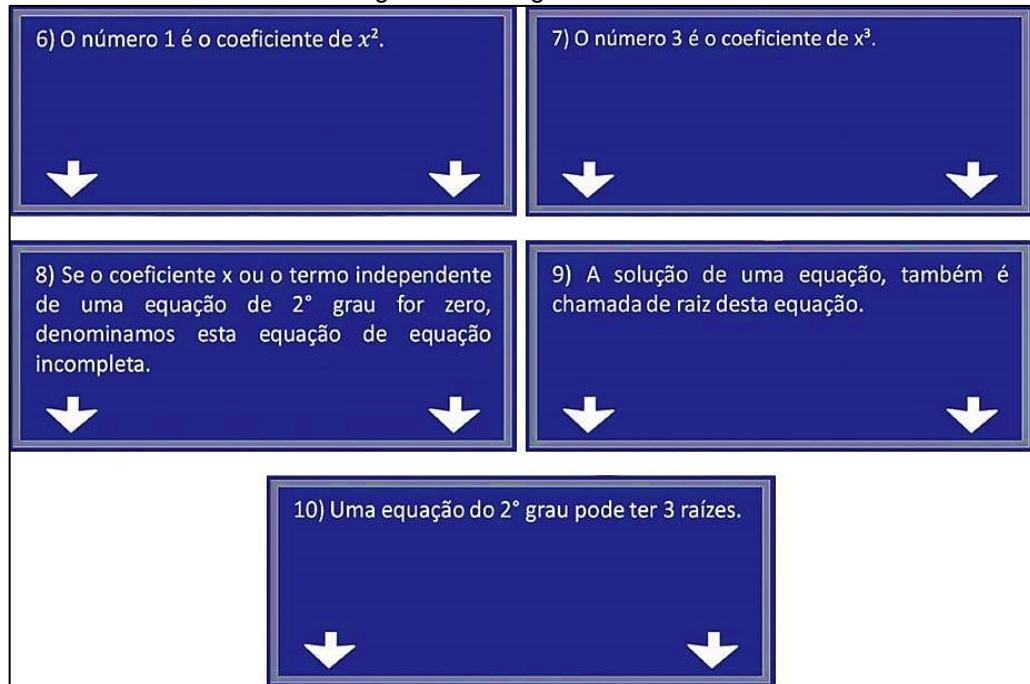 6) O número 1 é o coeficiente de x².
7) O número 3 é o coeficiente de x³.
8) Se o coeficiente x ou o termo independente
de uma equação de 2° grau for zero,
denominamos esta equação de equação
incompleta.
9) A solução de uma equação, também é
chamada de raiz desta equação.
10) Uma equação do 2° grau pode ter 3 raízes.